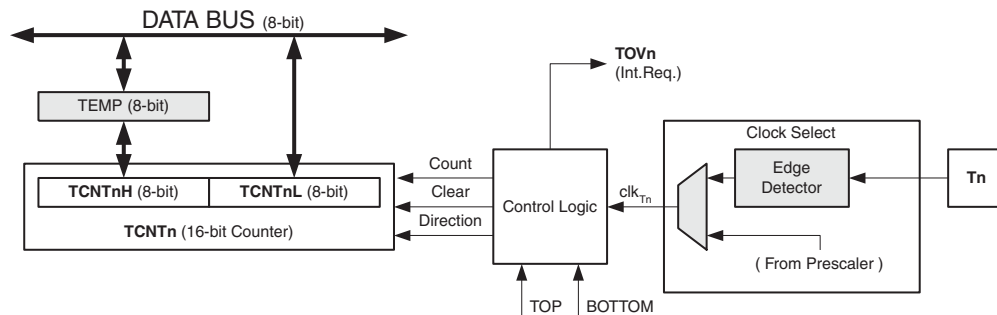 DATA BUS (8-bit)
TEMP (8-bit)
TCNTnH (8-bit)
TCNTnL (8-bit)
TCNTn (16-bit Counter)
Count
Clear
Direction
TOVn
(Int.Req.)
Control Logic
TOP
BOTTOM
clkTn
Clock Select
Edge
Detector
( From Prescaler )
Tn